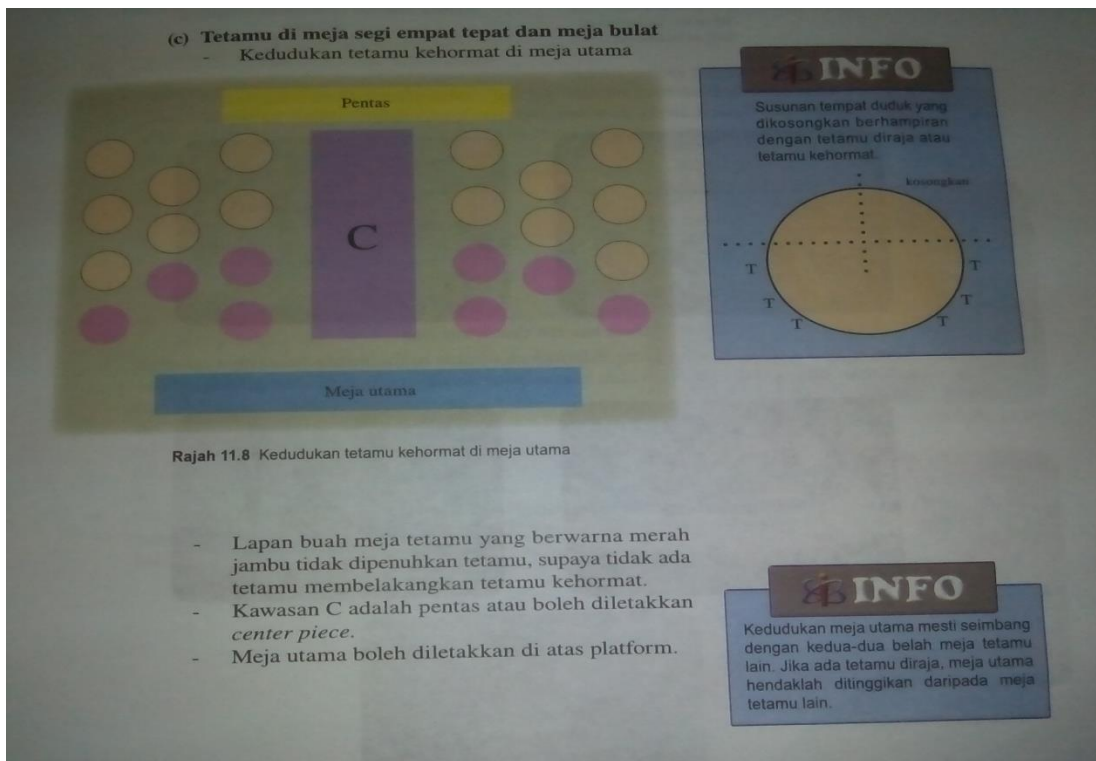 (c) Tetamu di meja segi empat tepat dan meja bulat
- Kedudukan tetamu kehormat di meja utama
Pentas
C
Meja utama
Rajah 11.8 Kedudukan tetamu kehormat di meja utama
- Lapan buah meja tetamu yang berwarna merah
jambu tidak dipenuhkan tetamu, supaya tidak ada
tetamu membelakangkan tetamu kehormat.
- Kawasan C adalah pentas atau boleh diletakkan
center piece.
- Meja utama boleh diletakkan di atas platform.
INFO
Susunan tempat duduk yang
dikosongkan berhampiran
dengan tetamu diraja atau
tetamu kehormat.
kosongkan
T T
T T
T T
INFO
Kedudukan meja utama mesti seimbang
dengan kedua-dua belah meja tetamu
lain. Jika ada tetamu diraja, meja utama
hendaklah ditinggikan daripada meja
tetamu lain.